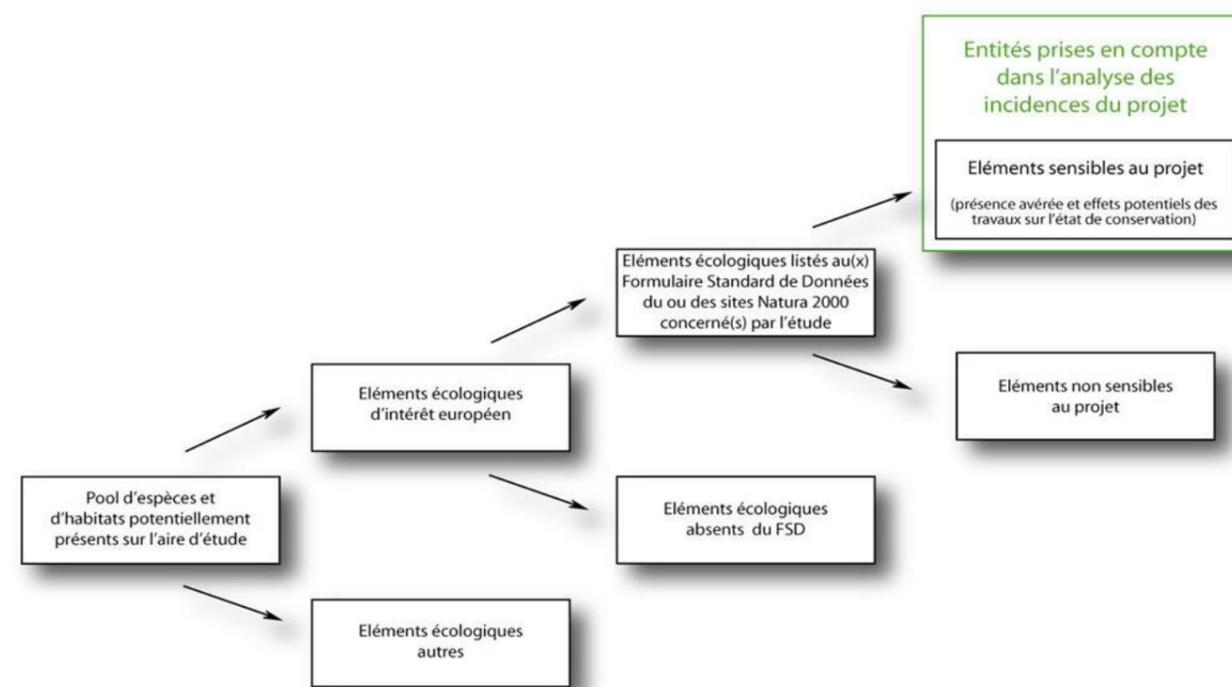 Entités prises en compte
dans l'analyse des
incidences du projet
Eléments sensibles au projet
(présence avérée et effets potentiels des
travaux sur l'état de conservation)
Eléments écologiques listés au(x)
Formulaire Standard de Données
du ou des sites Natura 2000
concerné(s) par l'étude
Eléments non sensibles
au projet
Eléments écologiques
d'intérêt européen
Eléments écologiques
absents du FSD
Pool d'espèces et
d'habitats potentiellement
présents sur l'aire d'étude
Eléments écologiques
autres